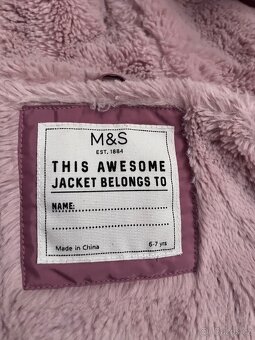 M&S
EST. 1884
THIS AWESOME
JACKET BELONGS TO
NAME:
Made in China
6-7 yrs